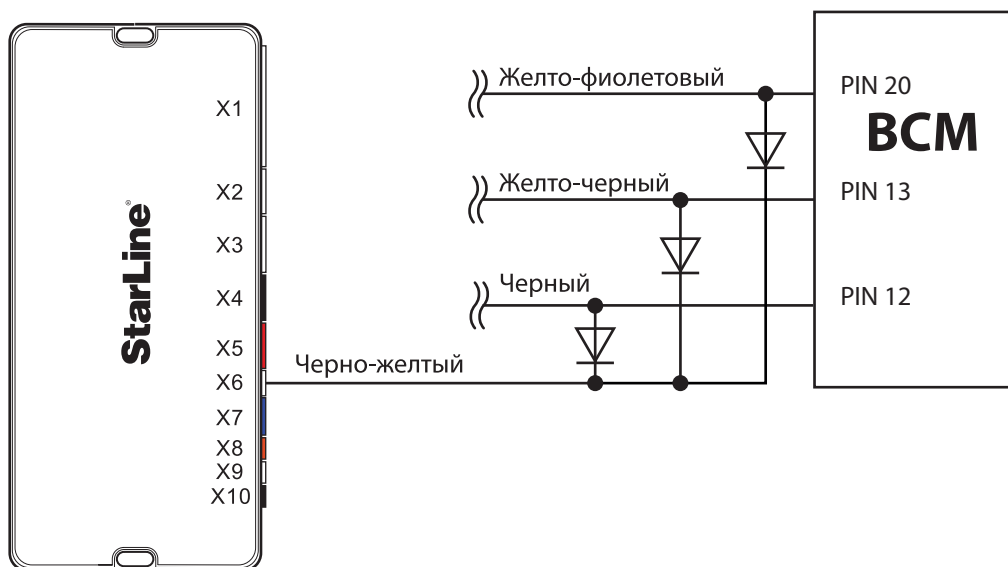 X1
X2
X3
X4
X5
X6
X7
X8
X9
X10
StarLine®
Черно-желтый
Желто-фиолетовый
Желто-черный
Черный
PIN 20
BCM
PIN 13
PIN 12